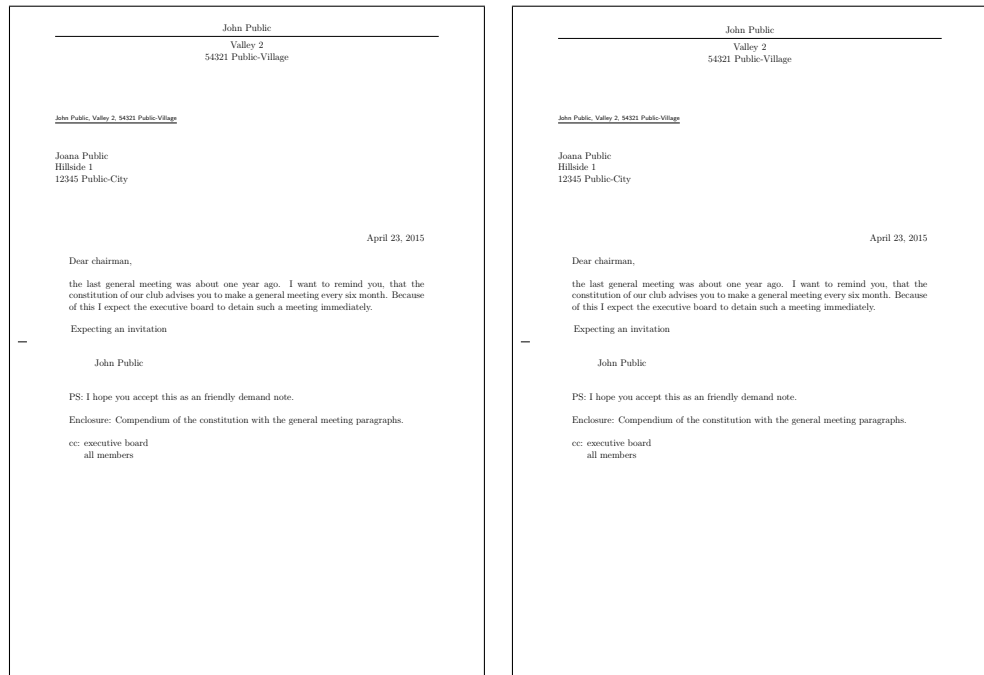 John Public
Valley 2
54321 Public-Village
John Public, Valley 2, 54321 Public-Village
Joana Public
Hillside 1
12345 Public-City
April 23, 2015
Dear chairman,
the last general meeting was about one year ago. I want to remind you, that the
constitution of our club advises you to make a general meeting every six month. Because
of this I expect the executive board to detain such a meeting immediately.
Expecting an invitation
John Public
PS: I hope you accept this as an friendly demand note.
Enclosure: Compendium of the constitution with the general meeting paragraphs.
cc: executive board
all members
John Public
Valley 2
54321 Public-Village
John Public, Valley 2, 54321 Public-Village
Joana Public
Hillside 1
12345 Public-City
April 23, 2015
Dear chairman,
the last general meeting was about one year ago. I want to remind you, that the
constitution of our club advises you to make a general meeting every six month. Because
of this I expect the executive board to detain such a meeting immediately.
Expecting an invitation
John Public
PS: I hope you accept this as an friendly demand note.
Enclosure: Compendium of the constitution with the general meeting paragraphs.
cc: executive board
all members